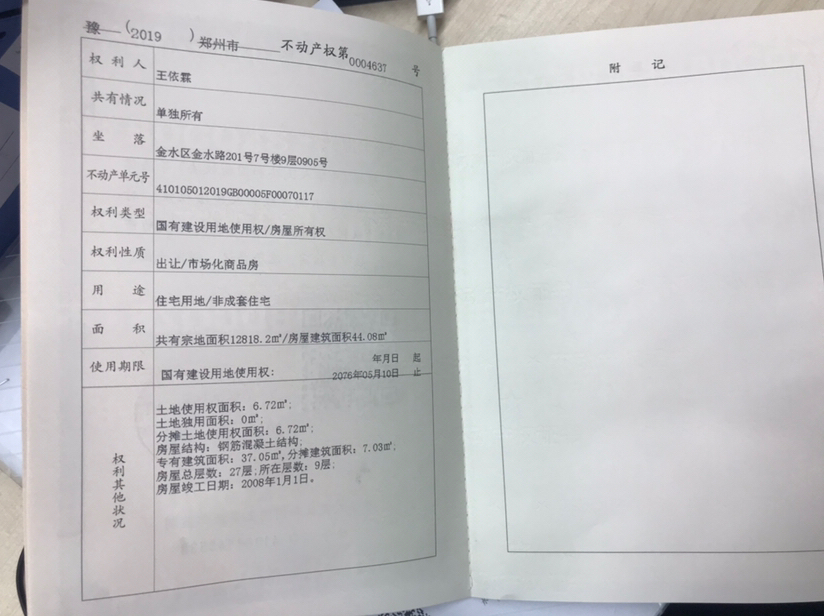 豫（2019）郑州市不动产权第0004637号
权利人 王依霖
共有情况 单独所有
坐落 金水区金水路201号7号楼9层0905号
不动产单元号 410105012019GB00005F00070117
权利类型 国有建设用地使用权/房屋所有权
权利性质 出让/市场化商品房
用途 住宅用地/非成套住宅
面积 共有宗地面积12818.2㎡/房屋建筑面积44.08㎡
使用期限 国有建设用地使用权： 年月日 起
2076年05月10日 止
权利其他状况
土地使用权面积：6.72㎡;
土地独用面积：0㎡;
分摊土地使用权面积：6.72㎡;
房屋结构：钢筋混凝土结构;
专有建筑面积：37.05㎡,分摊建筑面积：7.03㎡;
房屋总层数：27层;所在层数：9层;
房屋竣工日期：2008年1月1日。
附记